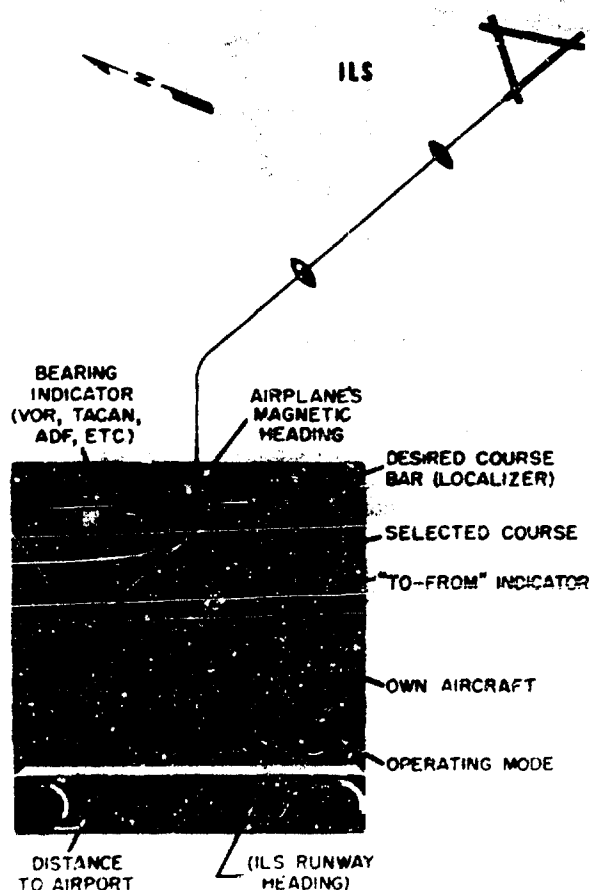 ILS
N
BEARING
INDICATOR
(VOR, TACAN,
ADF, ETC)
AIRPLANE'S
MAGNETIC
HEADING
DESIRED COURSE
BAR (LOCALIZER)
SELECTED COURSE
"TO-FROM" INDICATOR
OWN AIRCRAFT
OPERATING MODE
DISTANCE
TO AIRPORT
(ILS RUNWAY
HEADING)